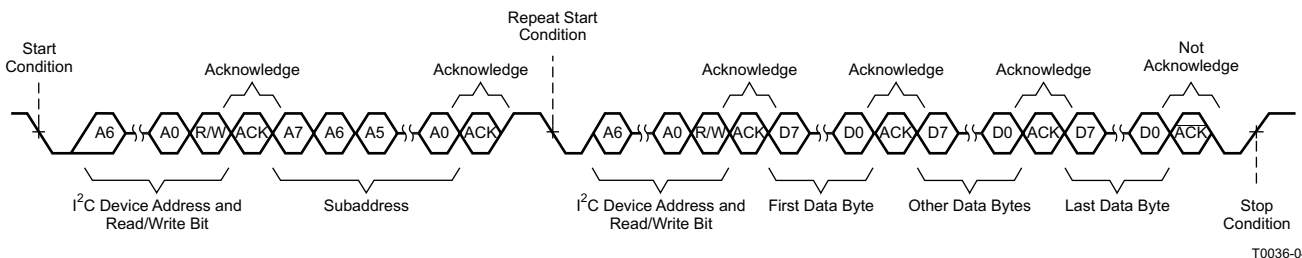 Repeat Start
Condition
Start
Condition
Not
Acknowledge
Acknowledge
Acknowledge
Acknowledge
Acknowledge
Acknowledge
A6 A0 R/W ACK A7 A6 A5 A0 ACK A6 A0 R/W ACK D7 D0 ACK D7 D0 ACK D7 D0 ACK
I²C Device Address and
Read/Write Bit
Subaddress
I²C Device Address and
Read/Write Bit
First Data Byte
Other Data Bytes
Last Data Byte
Stop
Condition
T0036-0